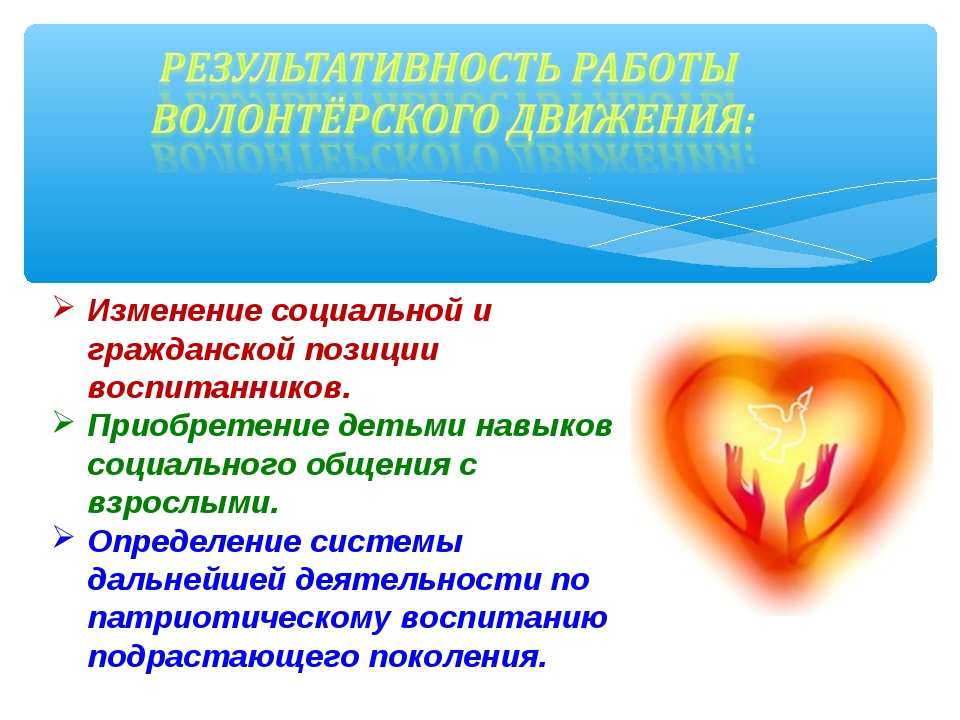 РЕЗУЛЬТАТИВНОСТЬ РАБОТЫ
ВОЛОНТЁРСКОГО ДВИЖЕНИЯ:
Изменение социальной и
гражданской позиции
воспитанников.
Приобретение детьми навыков
социального общения с
взрослыми.
Определение системы
дальнейшей деятельности по
патриотическому воспитанию
подрастающего поколения.